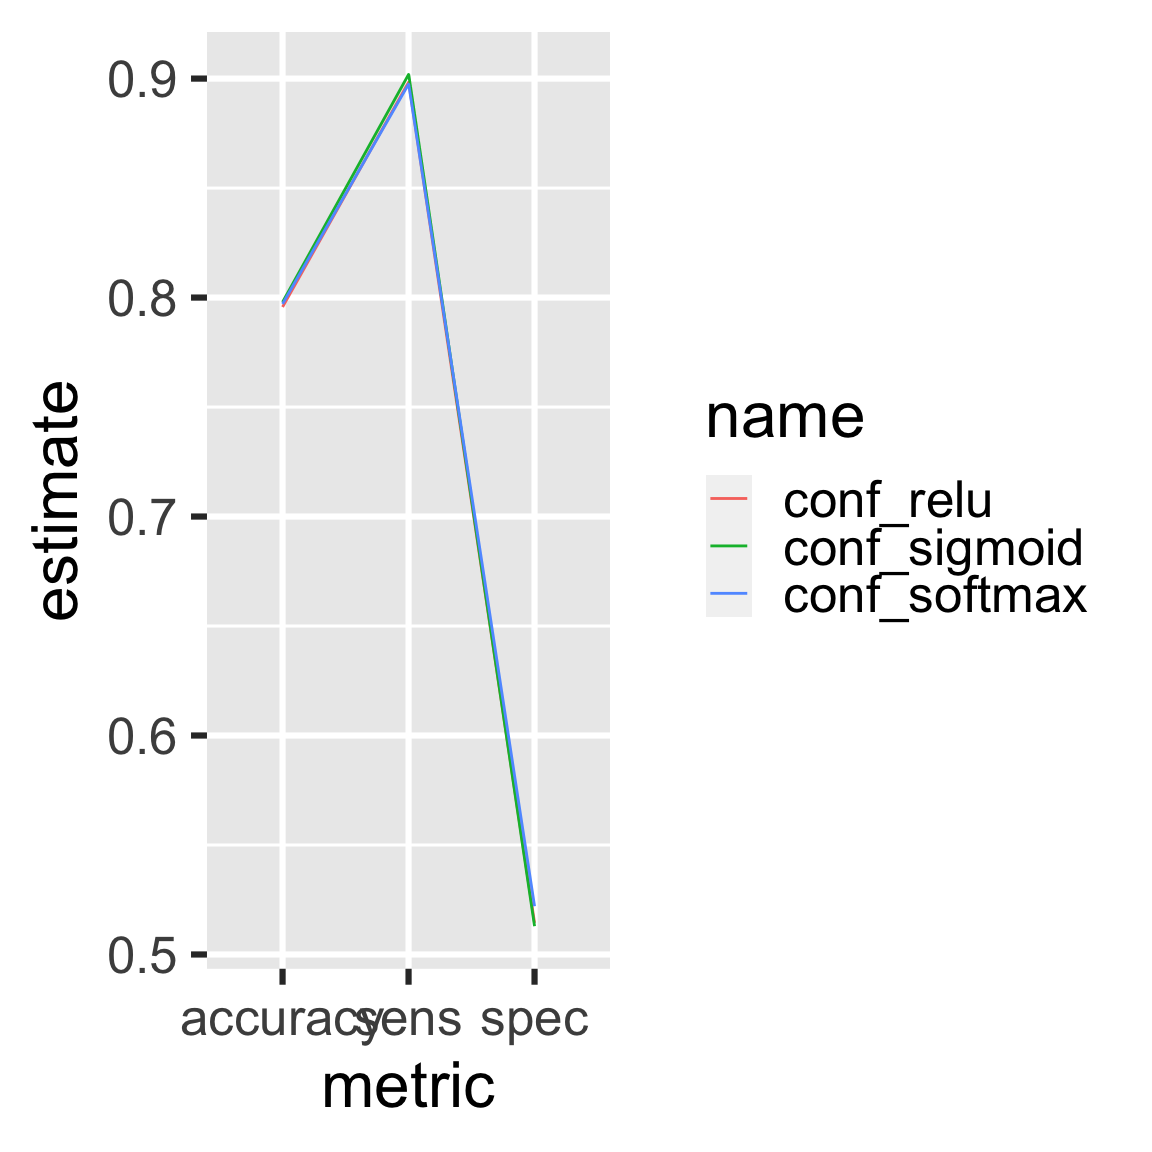 0.9
0.8
0.7
0.6
0.5
estimate
accuracy sens spec
metric
name
conf_relu
conf_sigmoid
conf_softmax